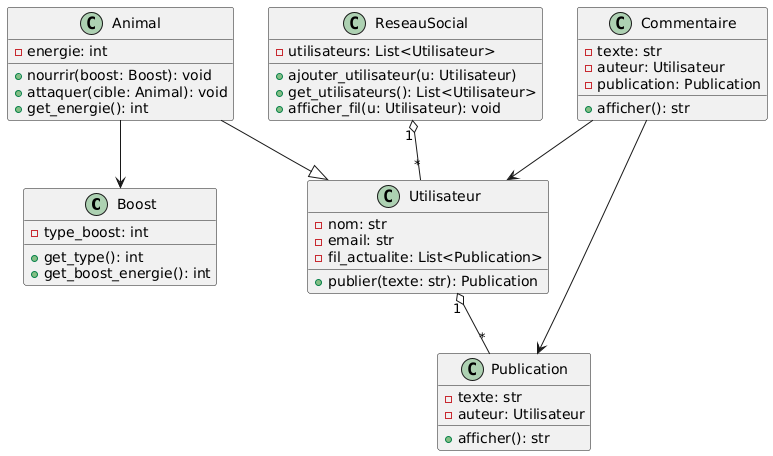 C Animal
energie: int
nourrir(boost: Boost): void
attaquer(cible: Animal): void
get_energie(): int
C ReseauSocial
utilisateurs: List<Utilisateur>
ajouter_utilisateur(u: Utilisateur)
get_utilisateurs(): List<Utilisateur>
afficher_fil(u: Utilisateur): void
C Commentaire
texte: str
auteur: Utilisateur
publication: Publication
afficher(): str
1
*
C Boost
type_boost: int
get_type(): int
get_boost_energie(): int
C Utilisateur
nom: str
email: str
fil_actualite: List<Publication>
publier(texte: str): Publication
1
*
C Publication
texte: str
auteur: Utilisateur
afficher(): str